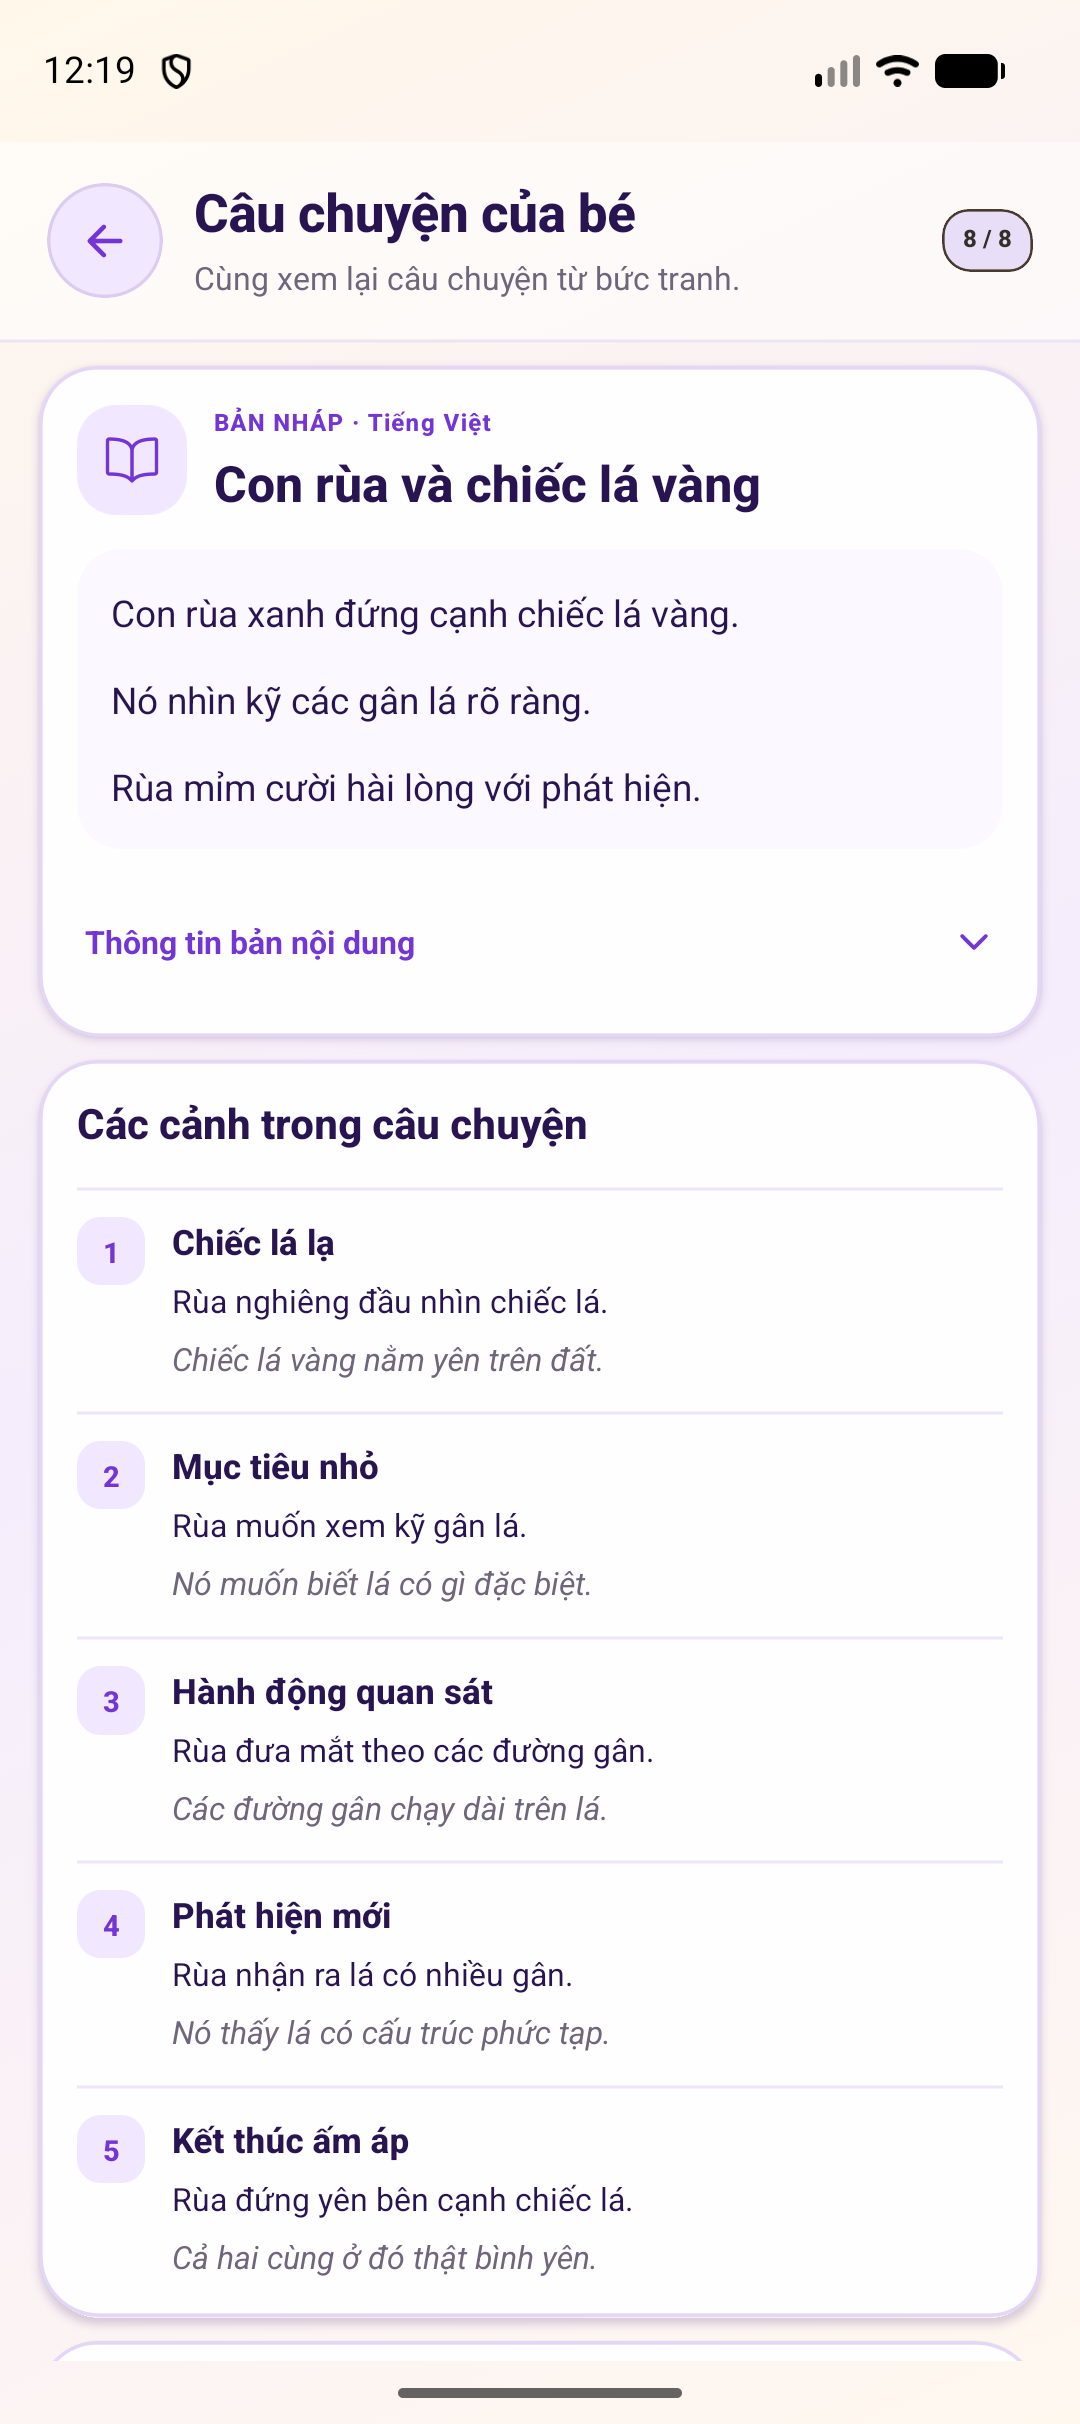 12:19
Câu chuyện của bé
Cùng xem lại câu chuyện từ bức tranh.
8 / 8
BẢN NHÁP · Tiếng Việt
Con rùa và chiếc lá vàng
Con rùa xanh đứng cạnh chiếc lá vàng.
Nó nhìn kỹ các gân lá rõ ràng.
Rùa mỉm cười hài lòng với phát hiện.
Thông tin bản nội dung
Các cảnh trong câu chuyện
1
Chiếc lá lạ
Rùa nghiêng đầu nhìn chiếc lá.
Chiếc lá vàng nằm yên trên đất.
2
Mục tiêu nhỏ
Rùa muốn xem kỹ gân lá.
Nó muốn biết lá có gì đặc biệt.
3
Hành động quan sát
Rùa đưa mắt theo các đường gân.
Các đường gân chạy dài trên lá.
4
Phát hiện mới
Rùa nhận ra lá có nhiều gân.
Nó thấy lá có cấu trúc phức tạp.
5
Kết thúc ấm áp
Rùa đứng yên bên cạnh chiếc lá.
Cả hai cùng ở đó thật bình yên.